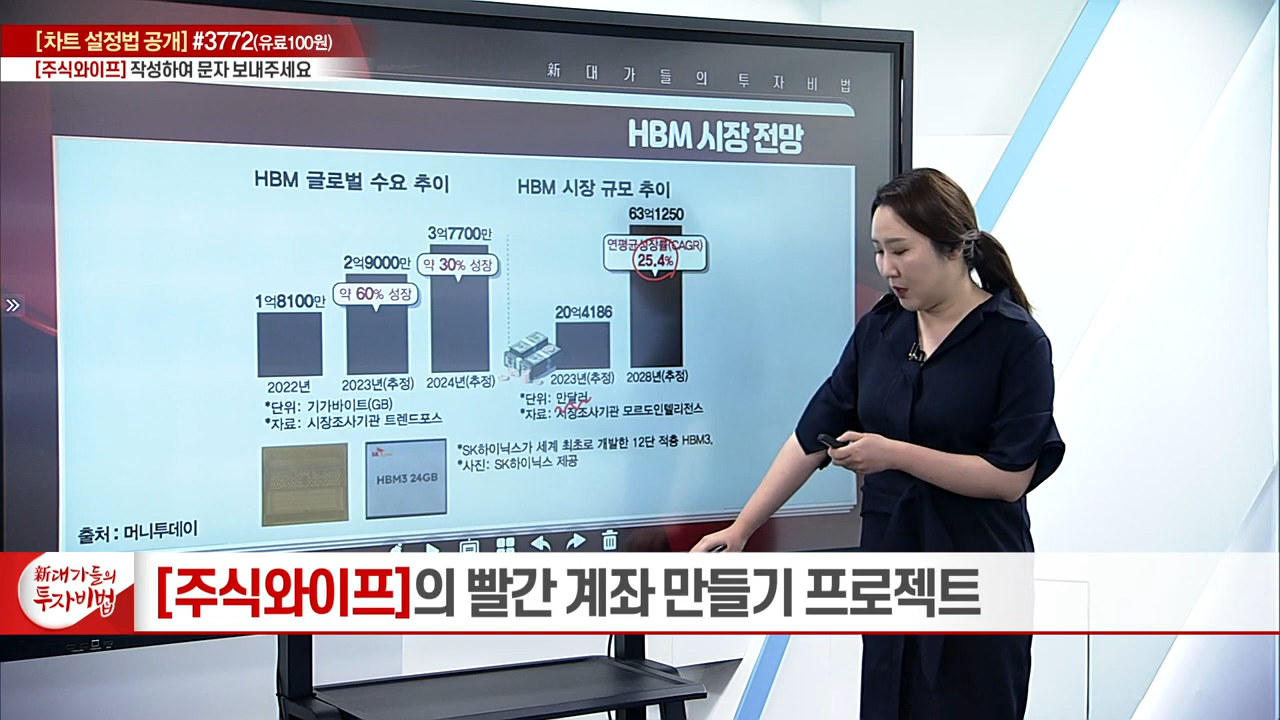 [차트 설정법 공개] #3772(유료100원)
[주식와이프] 작성하여 문자 보내주세요
新 대 가 들 의 투 자 비 법
HBM 시장 전망
HBM 글로벌 수요 추이
1억8100만
2억9000만
약 60% 성장
3억7700만
약 30% 성장
2022년
2023년(추정)
2024년(추정)
*단위: 기가바이트(GB)
*자료: 시장조사기관 트렌드포스
HBM 시장 규모 추이
20억4186
63억1250
연평균성장률(CAGR)
25.4%
2023년(추정)
2028년(추정)
*단위: 만달러
*자료: 시장조사기관 모르도인텔리전스
SK
HBM3 24GB
*SK하이닉스가 세계 최초로 개발한 12단 적층 HBM3.
*사진: SK하이닉스 제공
출처 : 머니투데이
新대가들의
투자비법
[주식와이프]의 빨간 계좌 만들기 프로젝트